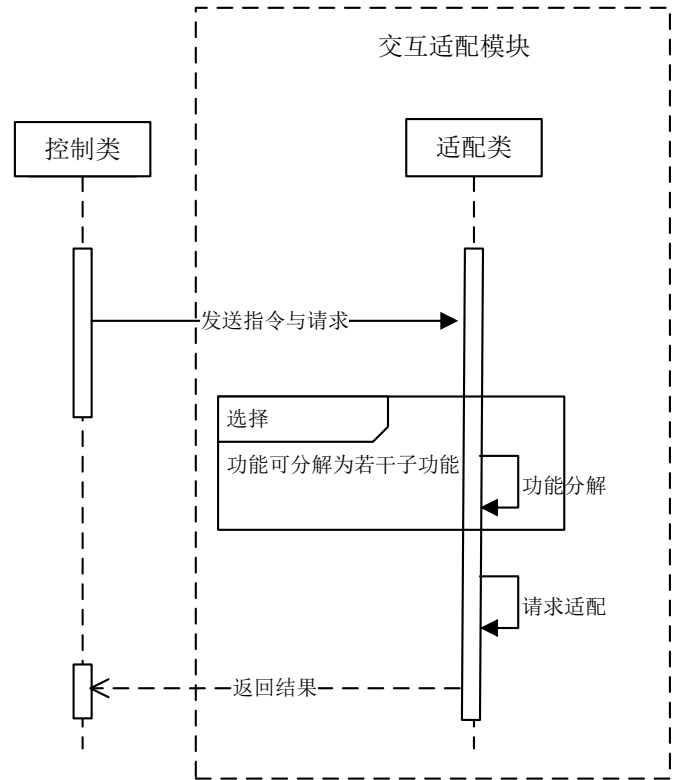 交互适配模块
控制类
适配类
发送指令与请求
选择
功能可分解为若干子功能
功能分解
请求适配
返回结果